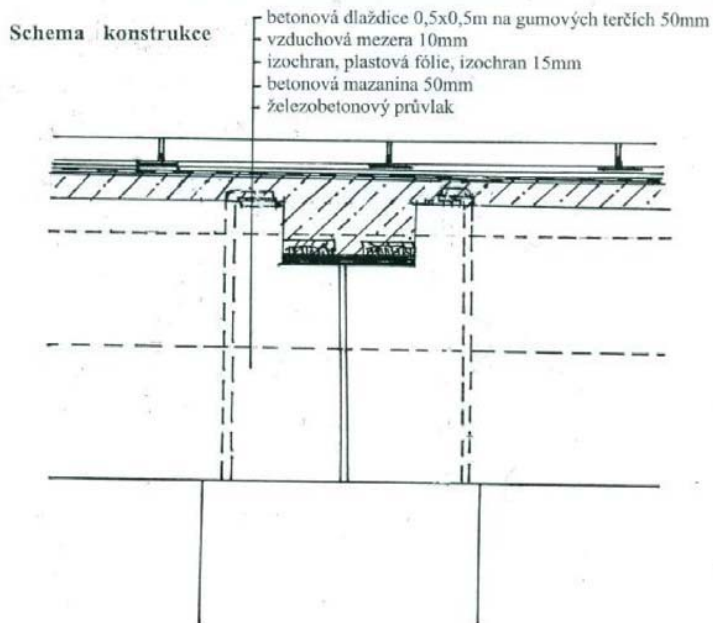 Schema konstrukce
betonová dlaždice 0,5x0,5m na gumových terčích 50mm
vzduchová mezera 10mm
izochran, plastová fólie, izochran 15mm
betonová mazanina 50mm
železobetonový průvlak